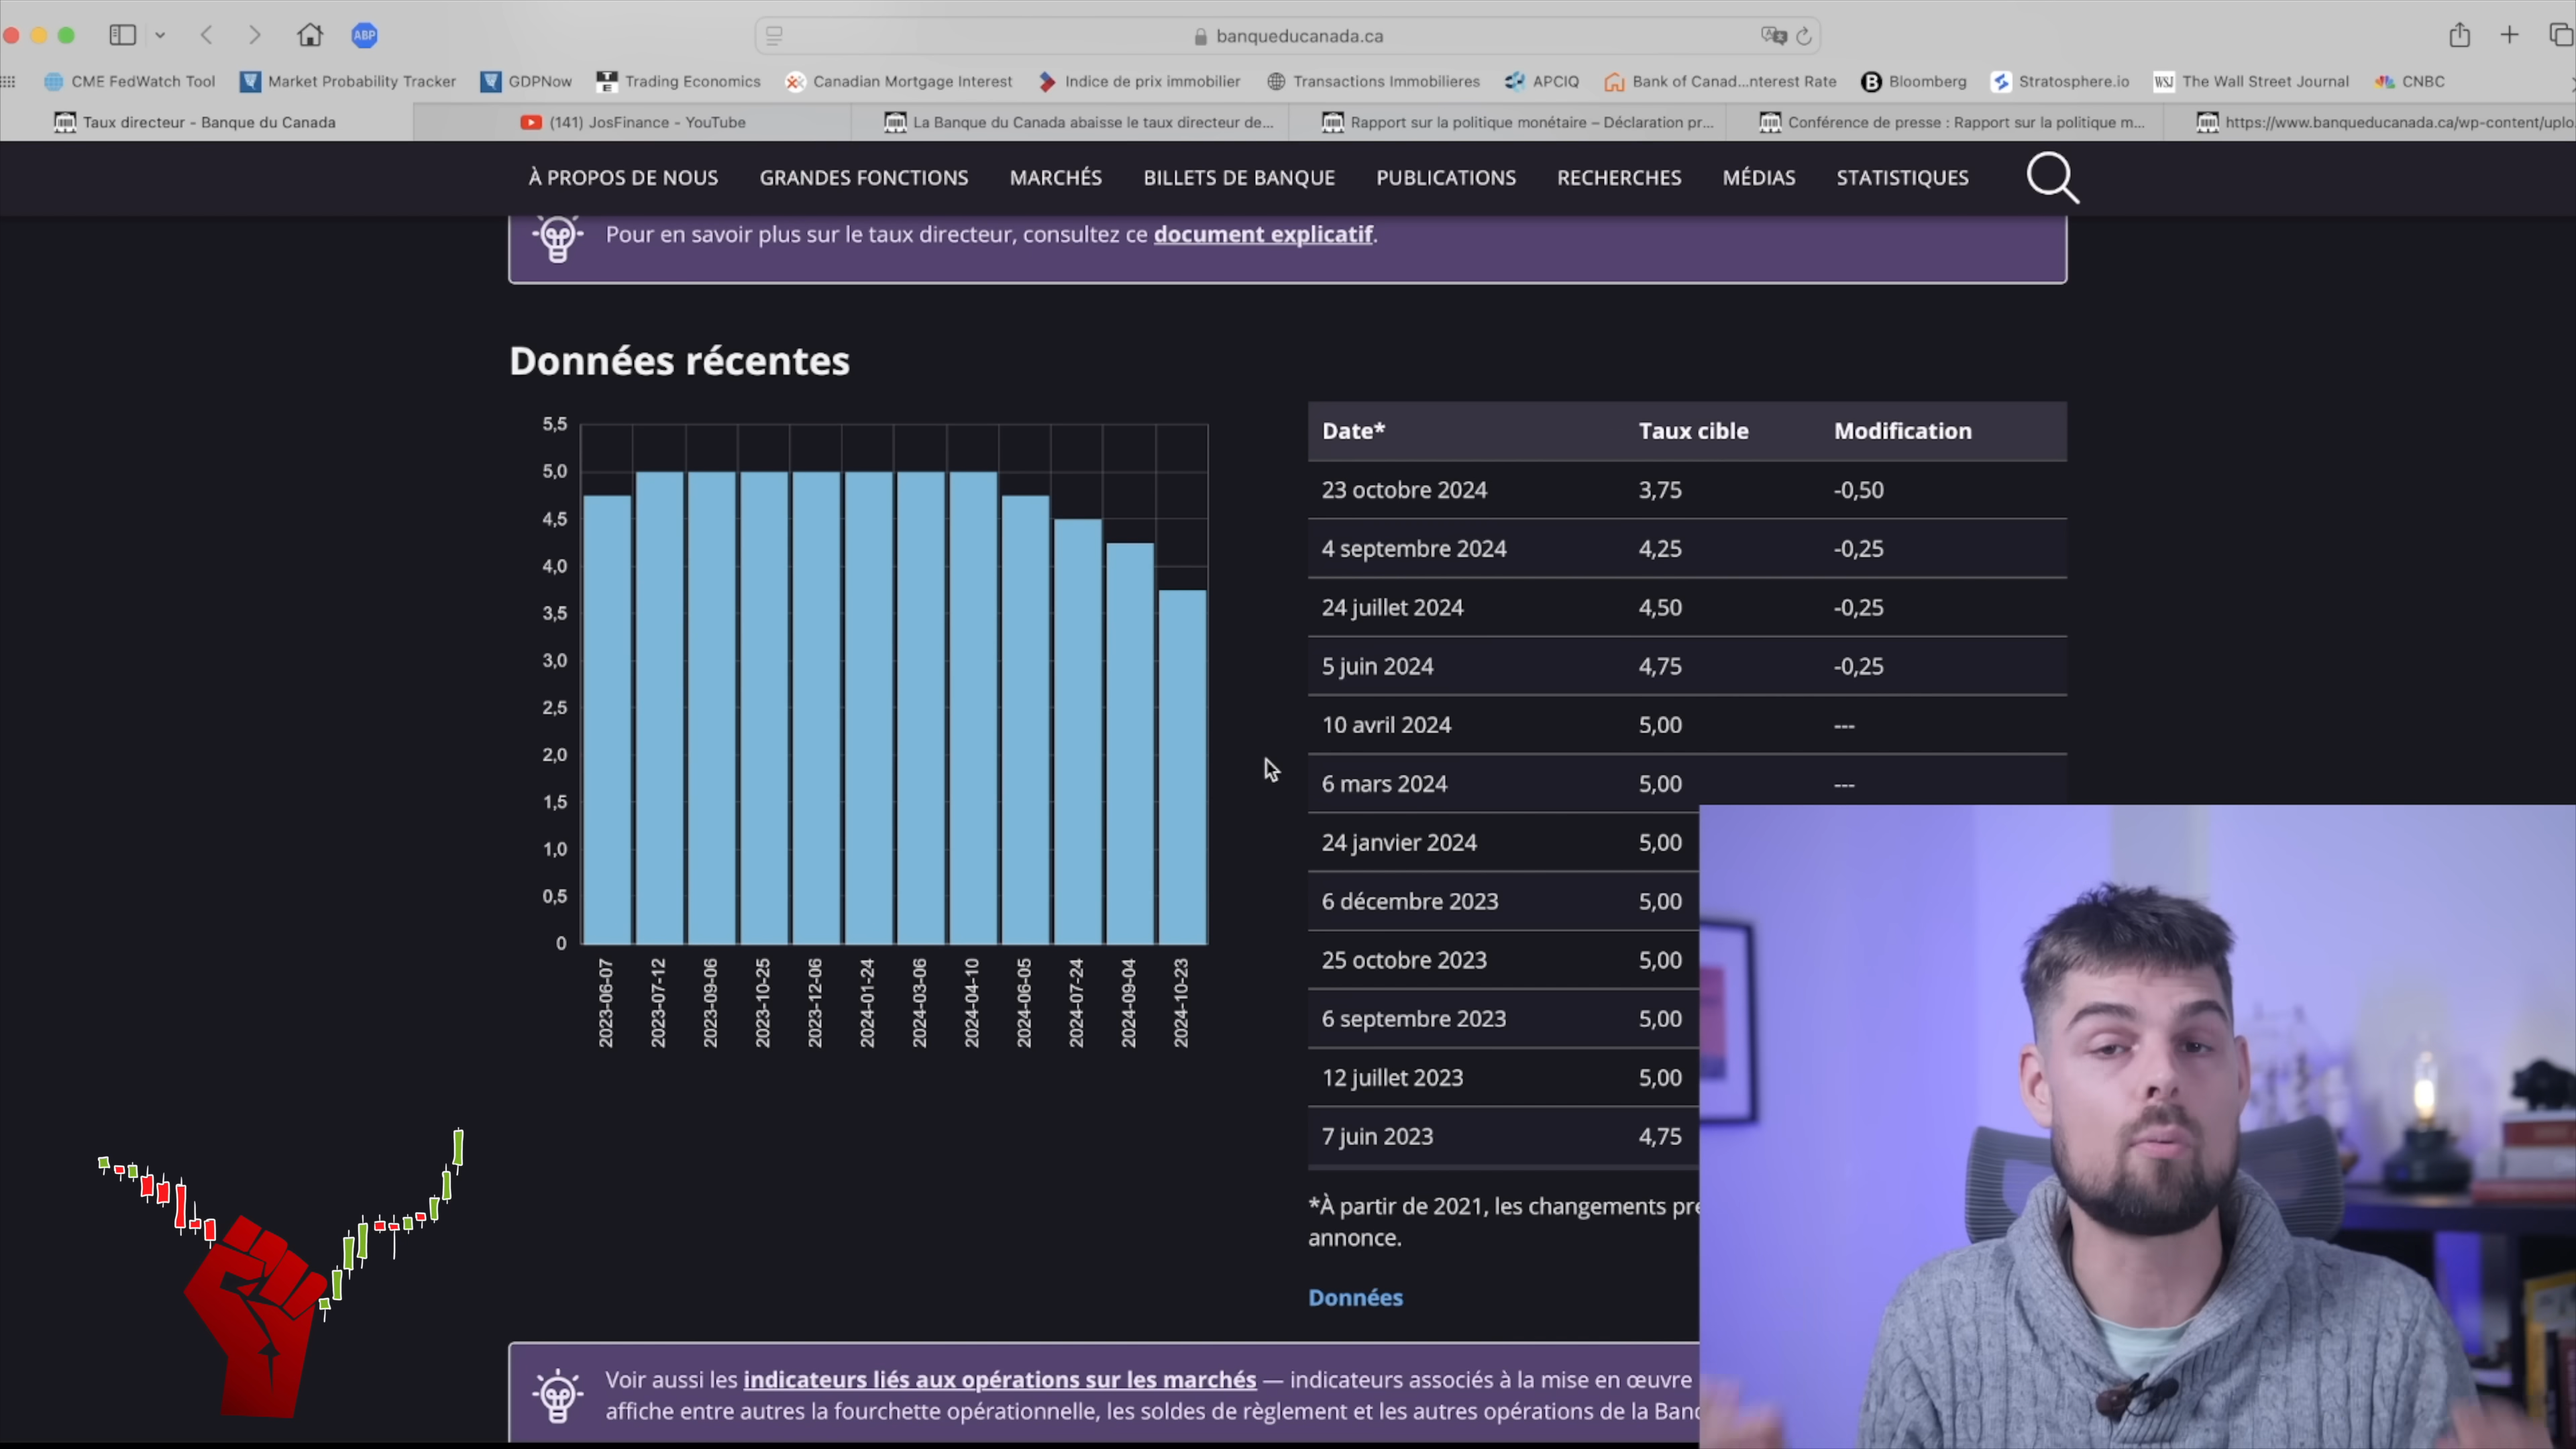 ABP
banqueducanada.ca
CME FedWatch Tool
Market Probability Tracker
GDPNow
Trading Economics
Canadian Mortgage Interest
Indice de prix immobilier
Transactions Immobilieres
APCIQ
Bank of Canad...nterest Rate
Bloomberg
Stratosphere.io
The Wall Street Journal
CNBC
Taux directeur – Banque du Canada
(141) JosFinance - YouTube
La Banque du Canada abaisse le taux directeur de...
Rapport sur la politique monétaire – Déclaration pr...
Conférence de presse : Rapport sur la politique m...
https://www.banqueducanada.ca/wp-content/uplo
À PROPOS DE NOUS
GRANDES FONCTIONS
MARCHÉS
BILLETS DE BANQUE
PUBLICATIONS
RECHERCHES
MÉDIAS
STATISTIQUES
Pour en savoir plus sur le taux directeur, consultez ce document explicatif.
Données récentes
5,5
5,0
4,5
4,0
3,5
3,0
2,5
2,0
1,5
1,0
0,5
0
2023-06-07
2023-07-12
2023-09-06
2023-10-25
2023-12-06
2024-01-24
2024-03-06
2024-04-10
2024-06-05
2024-07-24
2024-09-04
2024-10-23
Date* Taux cible Modification
23 octobre 2024 3,75 -0,50
4 septembre 2024 4,25 -0,25
24 juillet 2024 4,50 -0,25
5 juin 2024 4,75 -0,25
10 avril 2024 5,00 ---
6 mars 2024 5,00 ---
24 janvier 2024 5,00
6 décembre 2023 5,00
25 octobre 2023 5,00
6 septembre 2023 5,00
12 juillet 2023 5,00
7 juin 2023 4,75
*À partir de 2021, les changements pre
annonce.
Données
Voir aussi les indicateurs liés aux opérations sur les marchés — indicateurs associés à la mise en œuvre
affiche entre autres la fourchette opérationnelle, les soldes de règlement et les autres opérations de la Banc